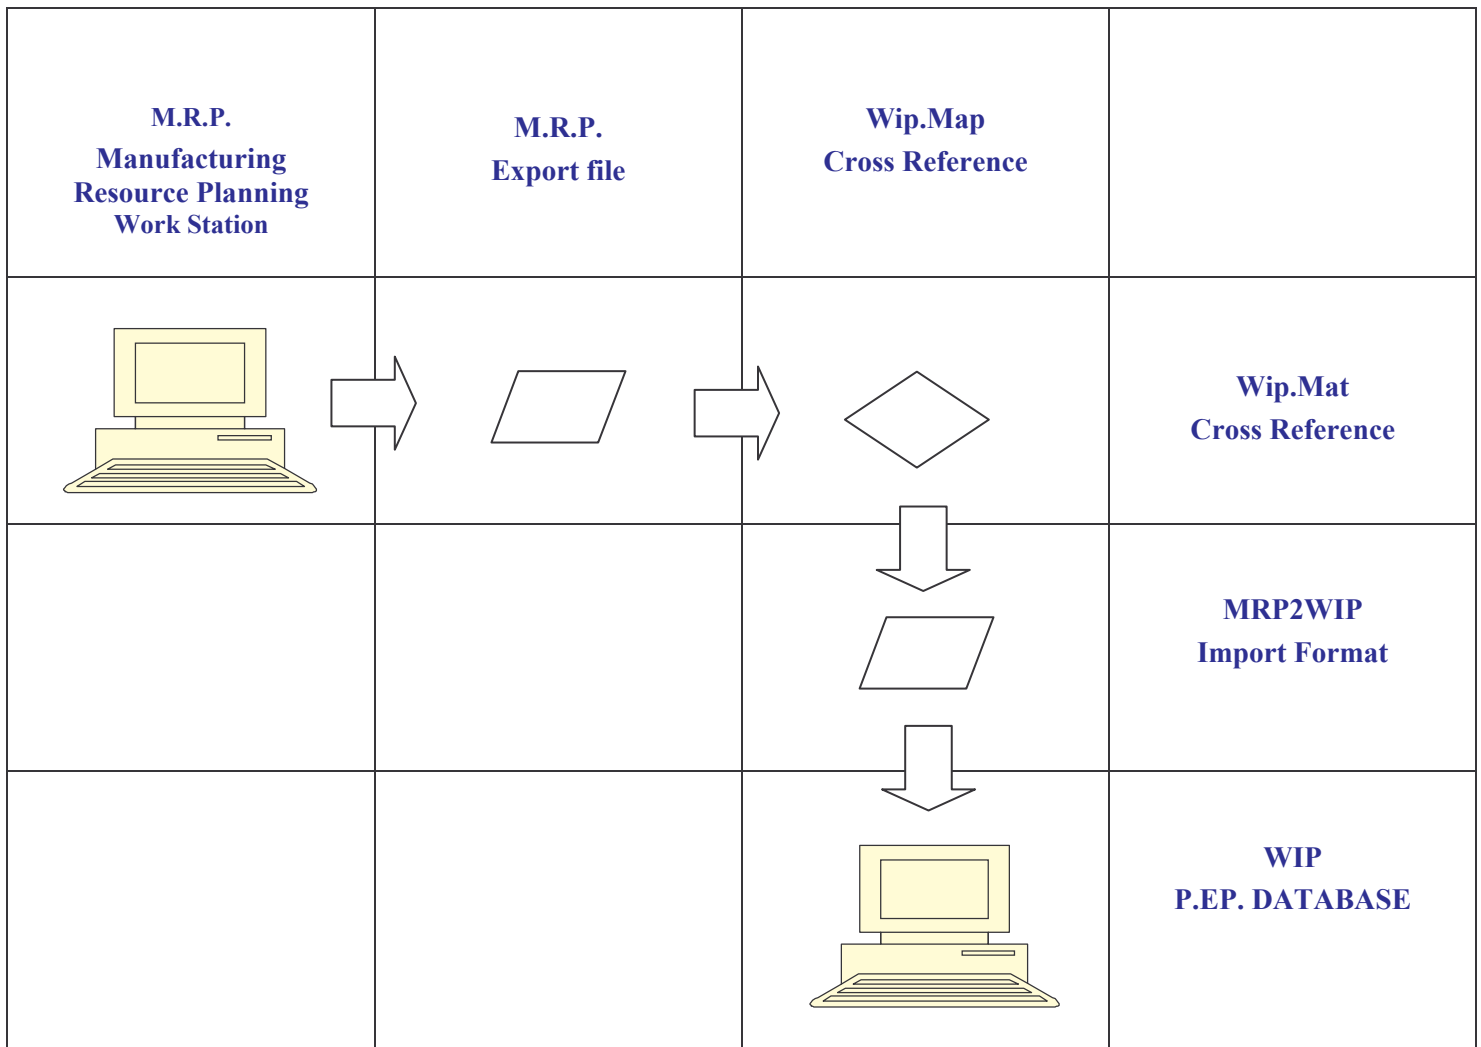 M.R.P.
Manufacturing
Resource Planning
Work Station
M.R.P.
Export file
Wip.Map
Cross Reference
Wip.Mat
Cross Reference
MRP2WIP
Import Format
WIP
P.EP. DATABASE